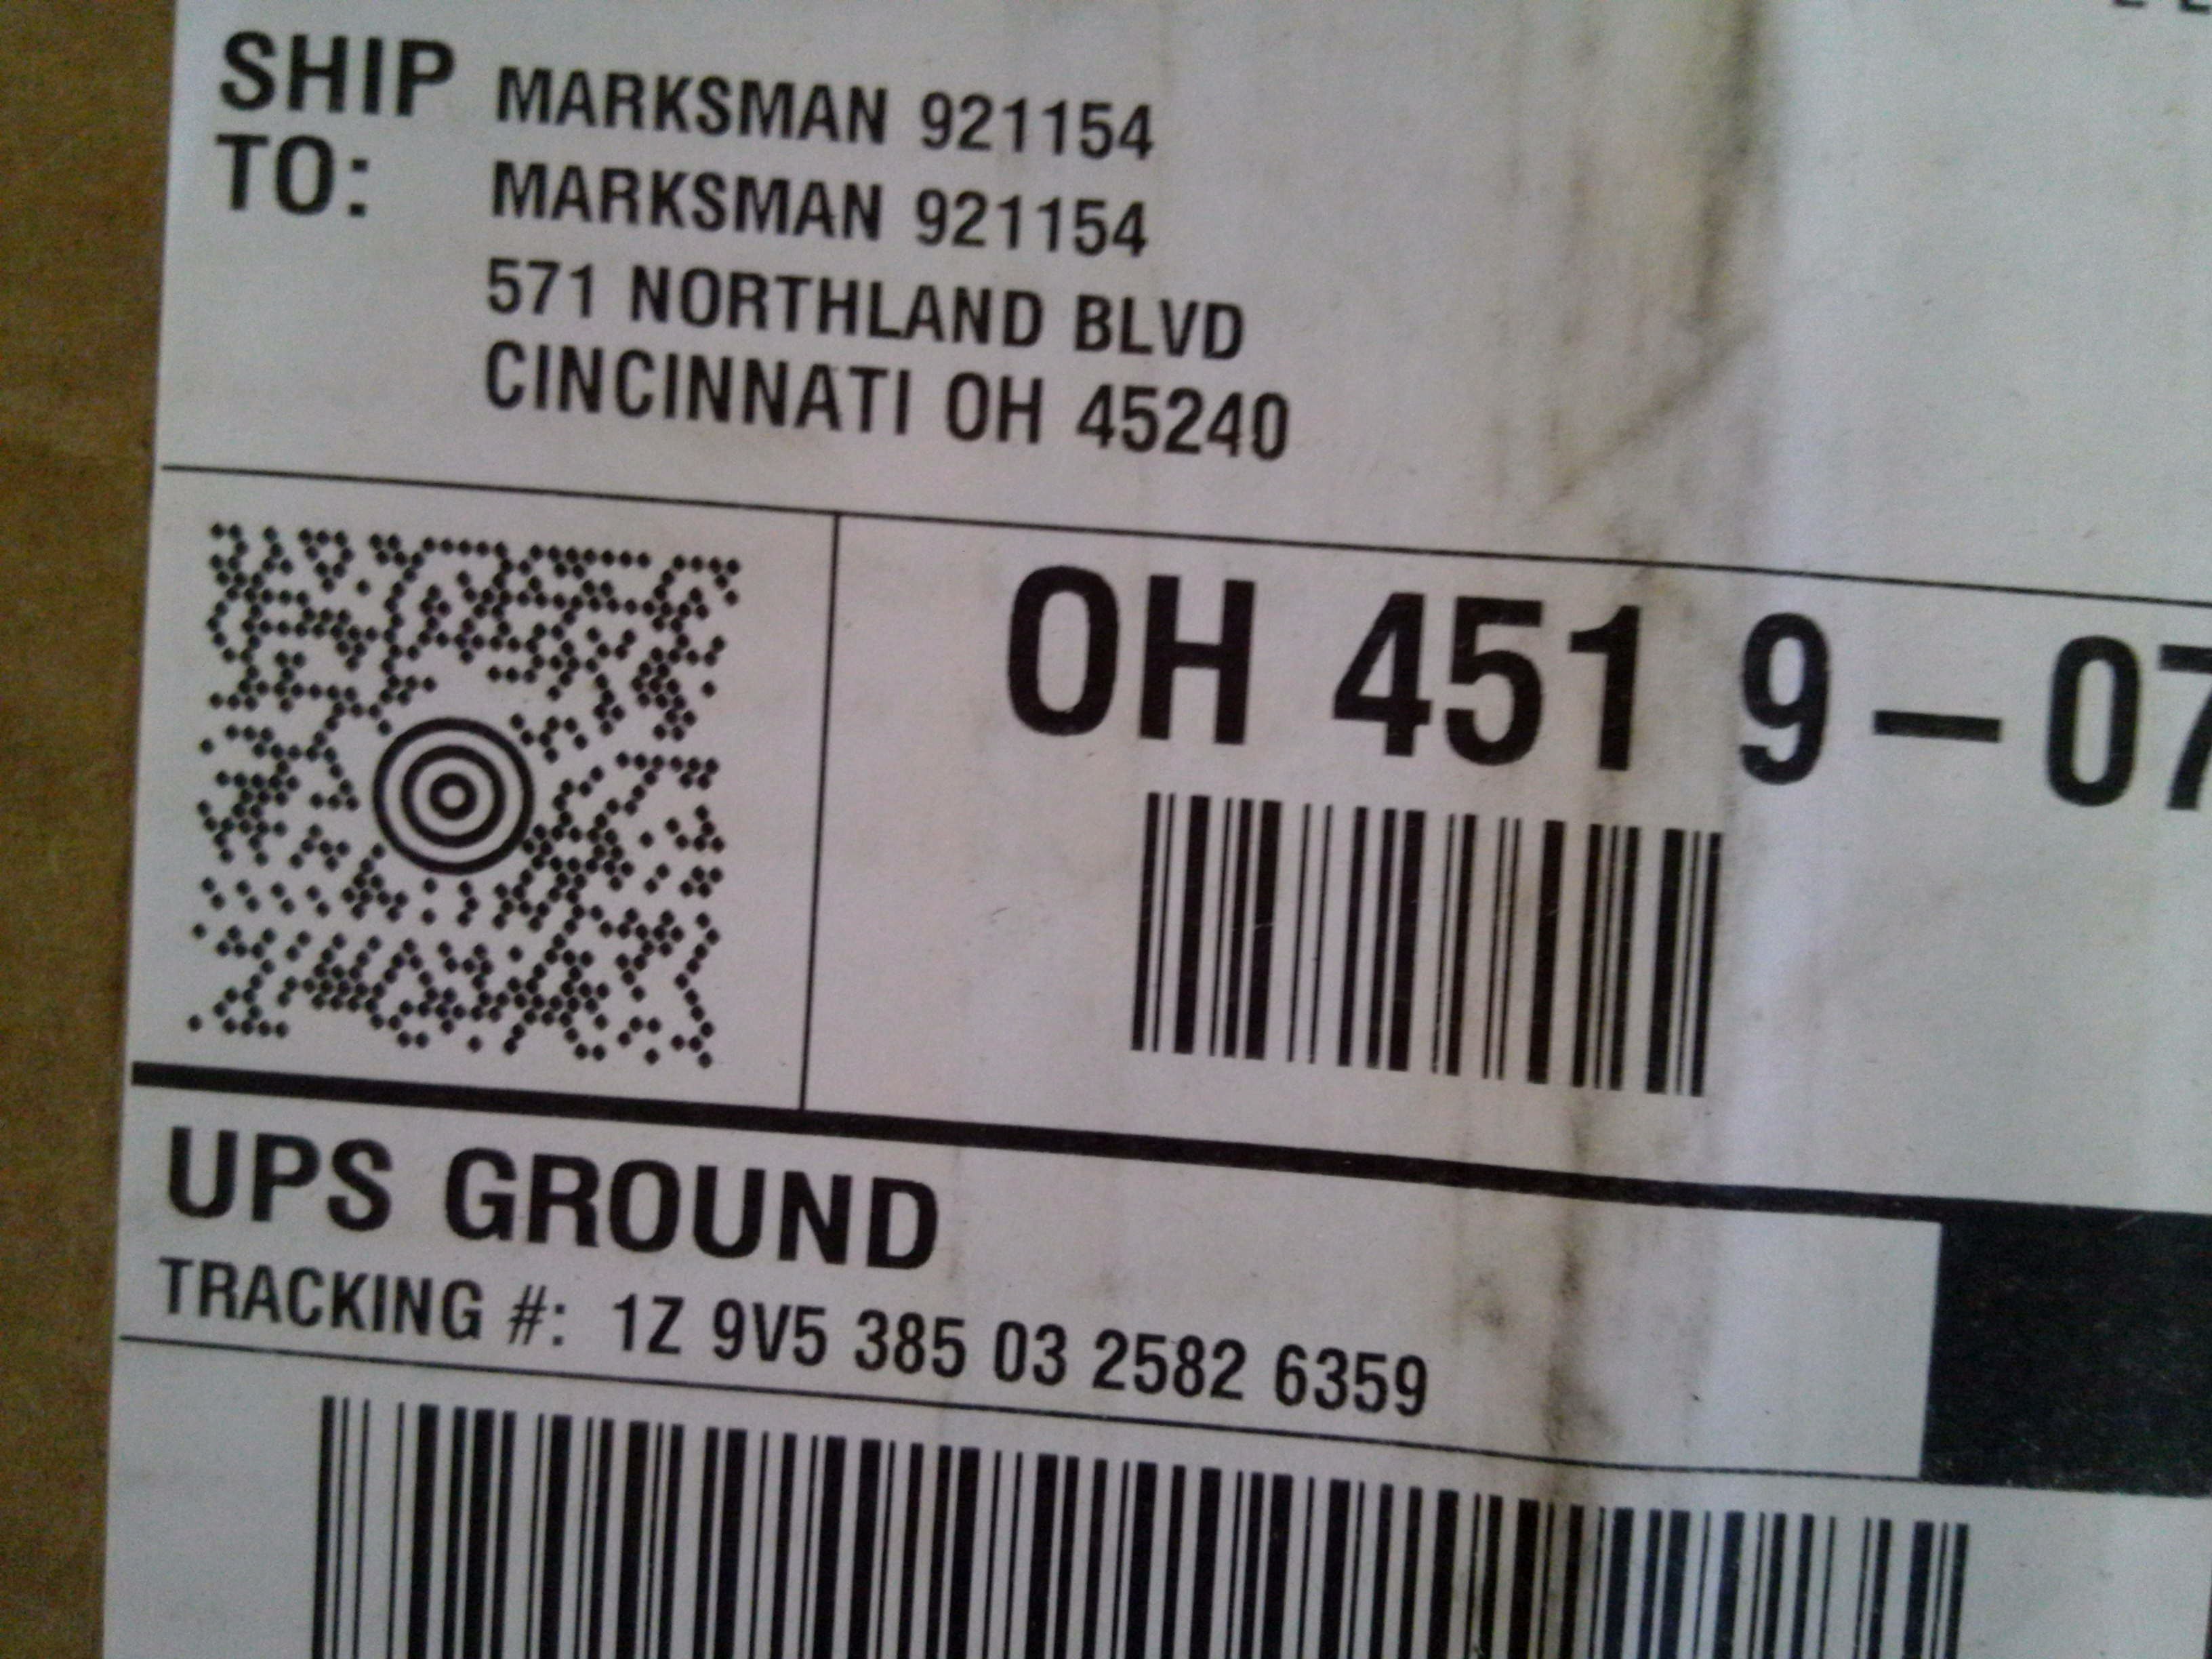 SHIP MARKSMAN 921154
TO: MARKSMAN 921154
571 NORTHLAND BLVD
CINCINNATI OH 45240
OH 451 9-07
UPS GROUND
TRACKING #: 1Z 9V5 385 03 2582 6359